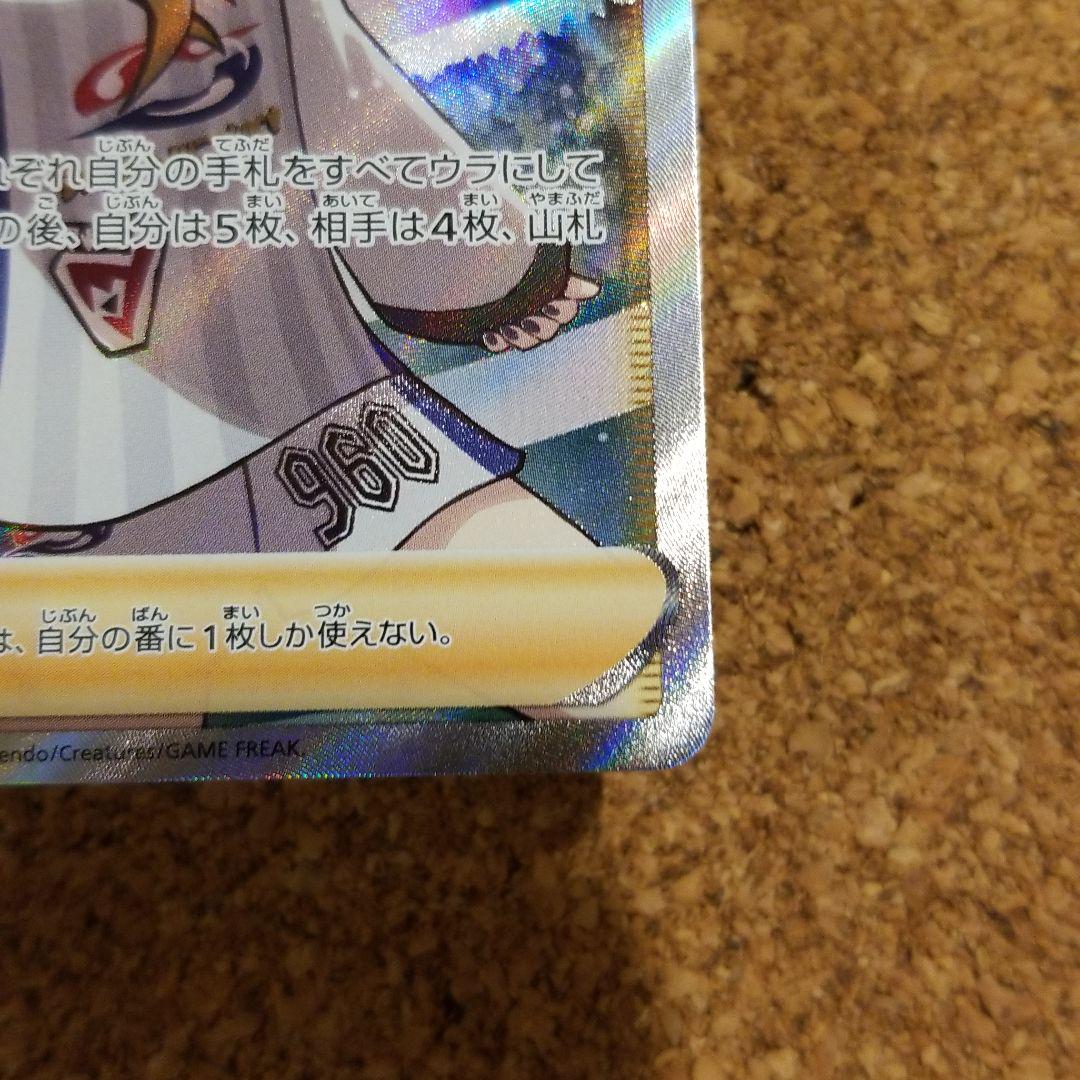 れぞれ自分の手札をすべてウラにして
の後、自分は5枚、相手は4枚、山札
960
は、自分の番に1枚しか使えない。
endo/Creatures/GAME FREAK.